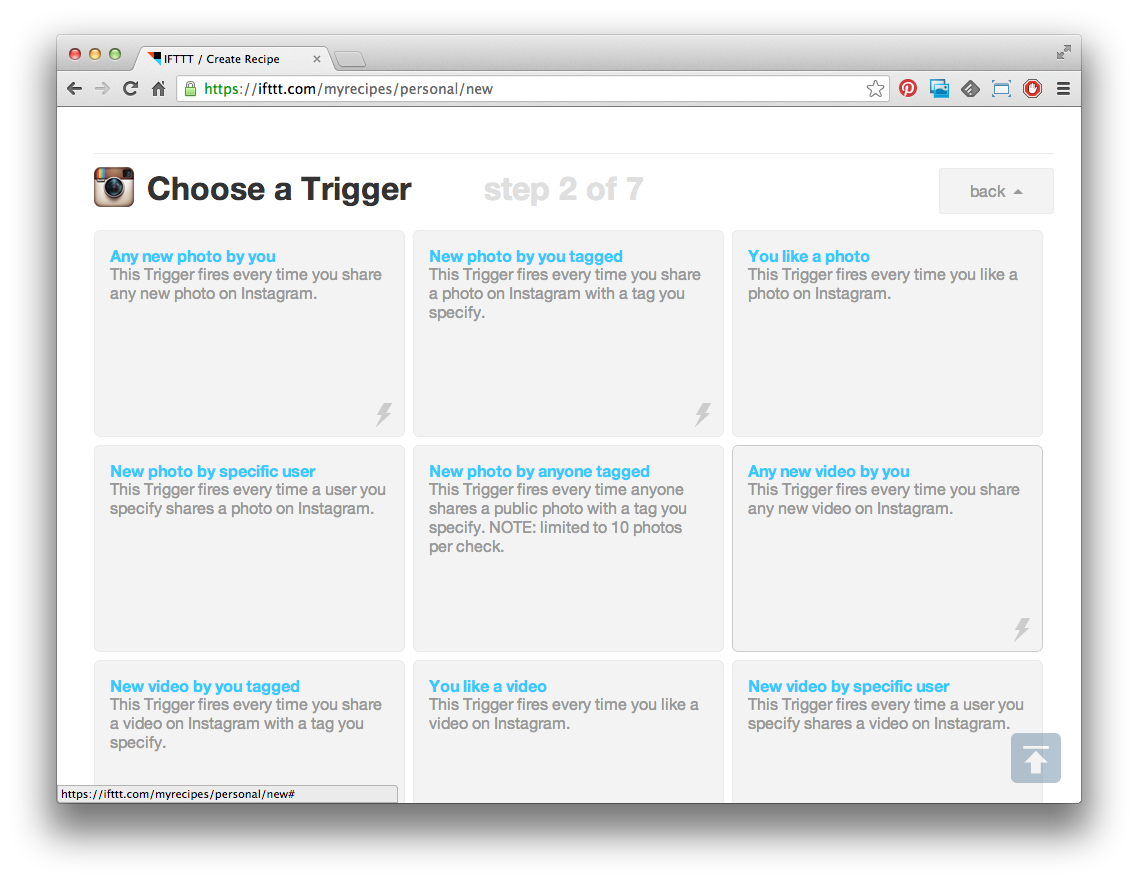 IFTTT / Create Recipe
https://ifttt.com/myrecipes/personal/new
Choose a Trigger
step 2 of 7
back
Any new photo by you
This Trigger fires every time you share
any new photo on Instagram.
New photo by you tagged
This Trigger fires every time you share
a photo on Instagram with a tag you
specify.
You like a photo
This Trigger fires every time you like a
photo on Instagram.
New photo by specific user
This Trigger fires every time a user you
specify shares a photo on Instagram.
New photo by anyone tagged
This Trigger fires every time anyone
shares a public photo with a tag you
specify. NOTE: limited to 10 photos
per check.
Any new video by you
This Trigger fires every time you share
any new video on Instagram.
New video by you tagged
This Trigger fires every time you share
a video on Instagram with a tag you
specify.
You like a video
This Trigger fires every time you like a
video on Instagram.
New video by specific user
This Trigger fires every time a user you
specify shares a video on Instagram.
https://ifttt.com/myrecipes/personal/new#